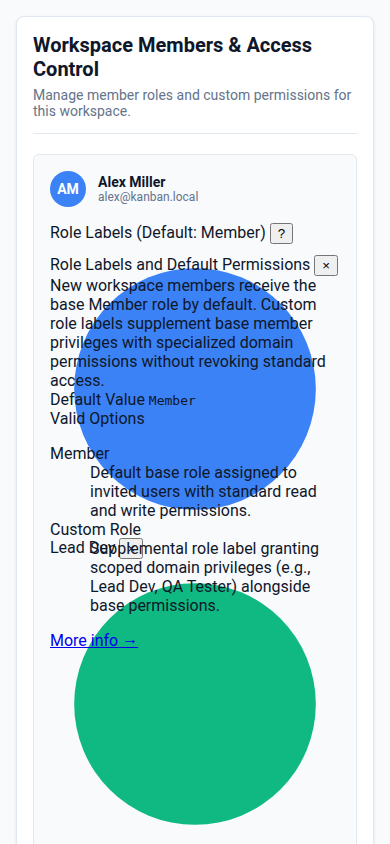 Workspace Members & Access
Control
Manage member roles and custom permissions for
this workspace.
AM
Alex Miller
alex@kanban.local
Role Labels (Default: Member) ?
Role Labels and Default Permissions ×
New workspace members receive the
base Member role by default. Custom
role labels supplement base member
privileges with specialized domain
permissions without revoking standard
access.
Default Value Member
Valid Options
Member
Default base role assigned to
invited users with standard read
and write permissions.
Custom Role
Lead Dev
Supplemental role label granting
scoped domain privileges (e.g.,
Lead Dev, QA Tester) alongside
base permissions.
More info →